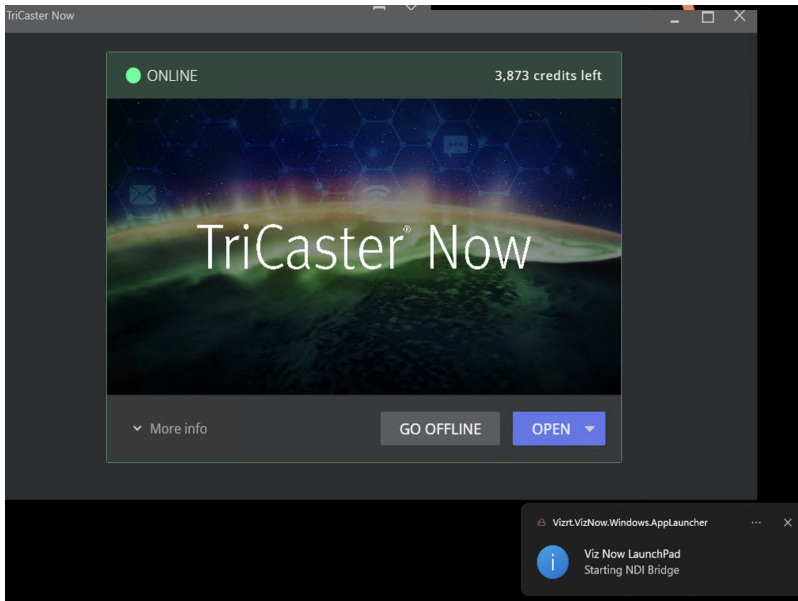 TriCaster Now
ONLINE
3,873 credits left
TriCaster® Now
More info
GO OFFLINE
OPEN
Vizrt.VizNow.Windows.AppLauncher
Viz Now LaunchPad
Starting NDI Bridge